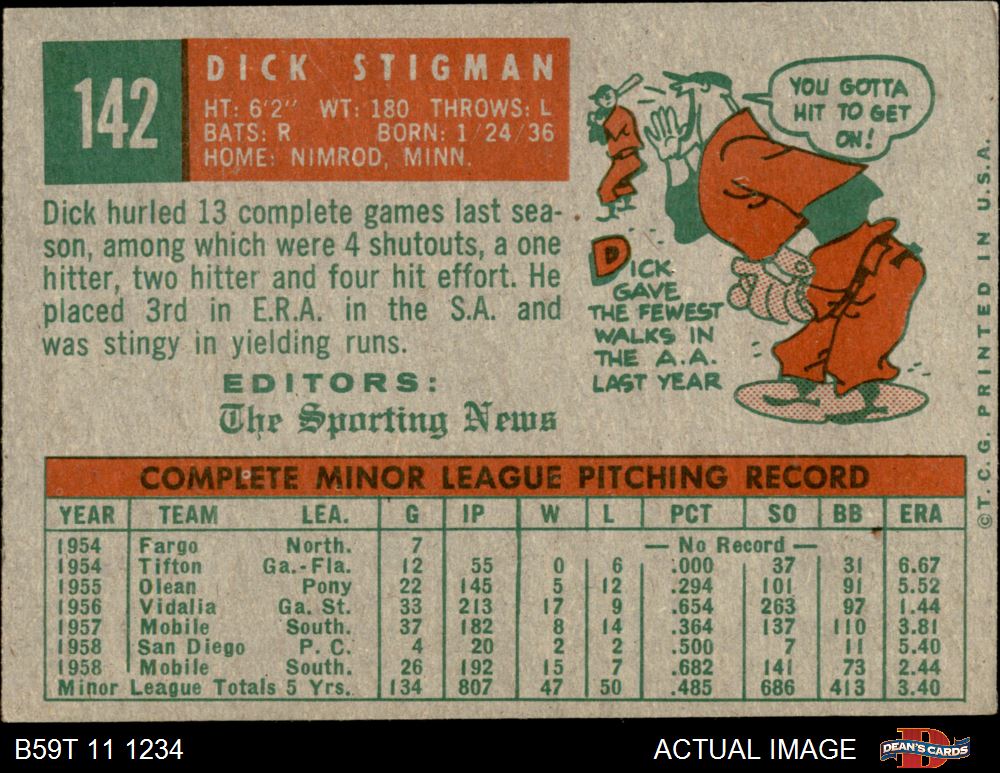 142
DICK STIGMAN
HT: 6'2" WT: 180 THROWS: L
BATS: R BORN: 1/24/36
HOME: NIMROD, MINN.
Dick hurled 13 complete games last sea-
son, among which were 4 shutouts, a one
hitter, two hitter and four hit effort. He
placed 3rd in E.R.A. in the S.A. and
was stingy in yielding runs.
EDITORS:
The Sporting News
YOU GOTTA
HIT TO GET
ON!
DICK
GAVE
THE FEWEST
WALKS IN
THE A.A.
LAST YEAR
©T.C.G. PRINTED IN U.S.A.
COMPLETE MINOR LEAGUE PITCHING RECORD
YEAR TEAM LEA. G IP W L PCT SO BB ERA
1954 Fargo North. 7 — No Record —
1954 Tifton Ga.-Fla. 12 55 0 6 .000 37 31 6.67
1955 Olean Pony 22 145 5 12 .294 101 91 5.52
1956 Vidalia Ga. St. 33 213 17 9 .654 263 97 1.44
1957 Mobile South. 37 182 8 14 .364 137 110 3.81
1958 San Diego P. C. 4 20 2 2 .500 7 11 5.40
1958 Mobile South. 26 192 15 7 .682 141 73 2.44
Minor League Totals 5 Yrs. 134 807 47 50 .485 686 413 3.40
B59T 11 1234 ACTUAL IMAGE
DEAN'S CARDS